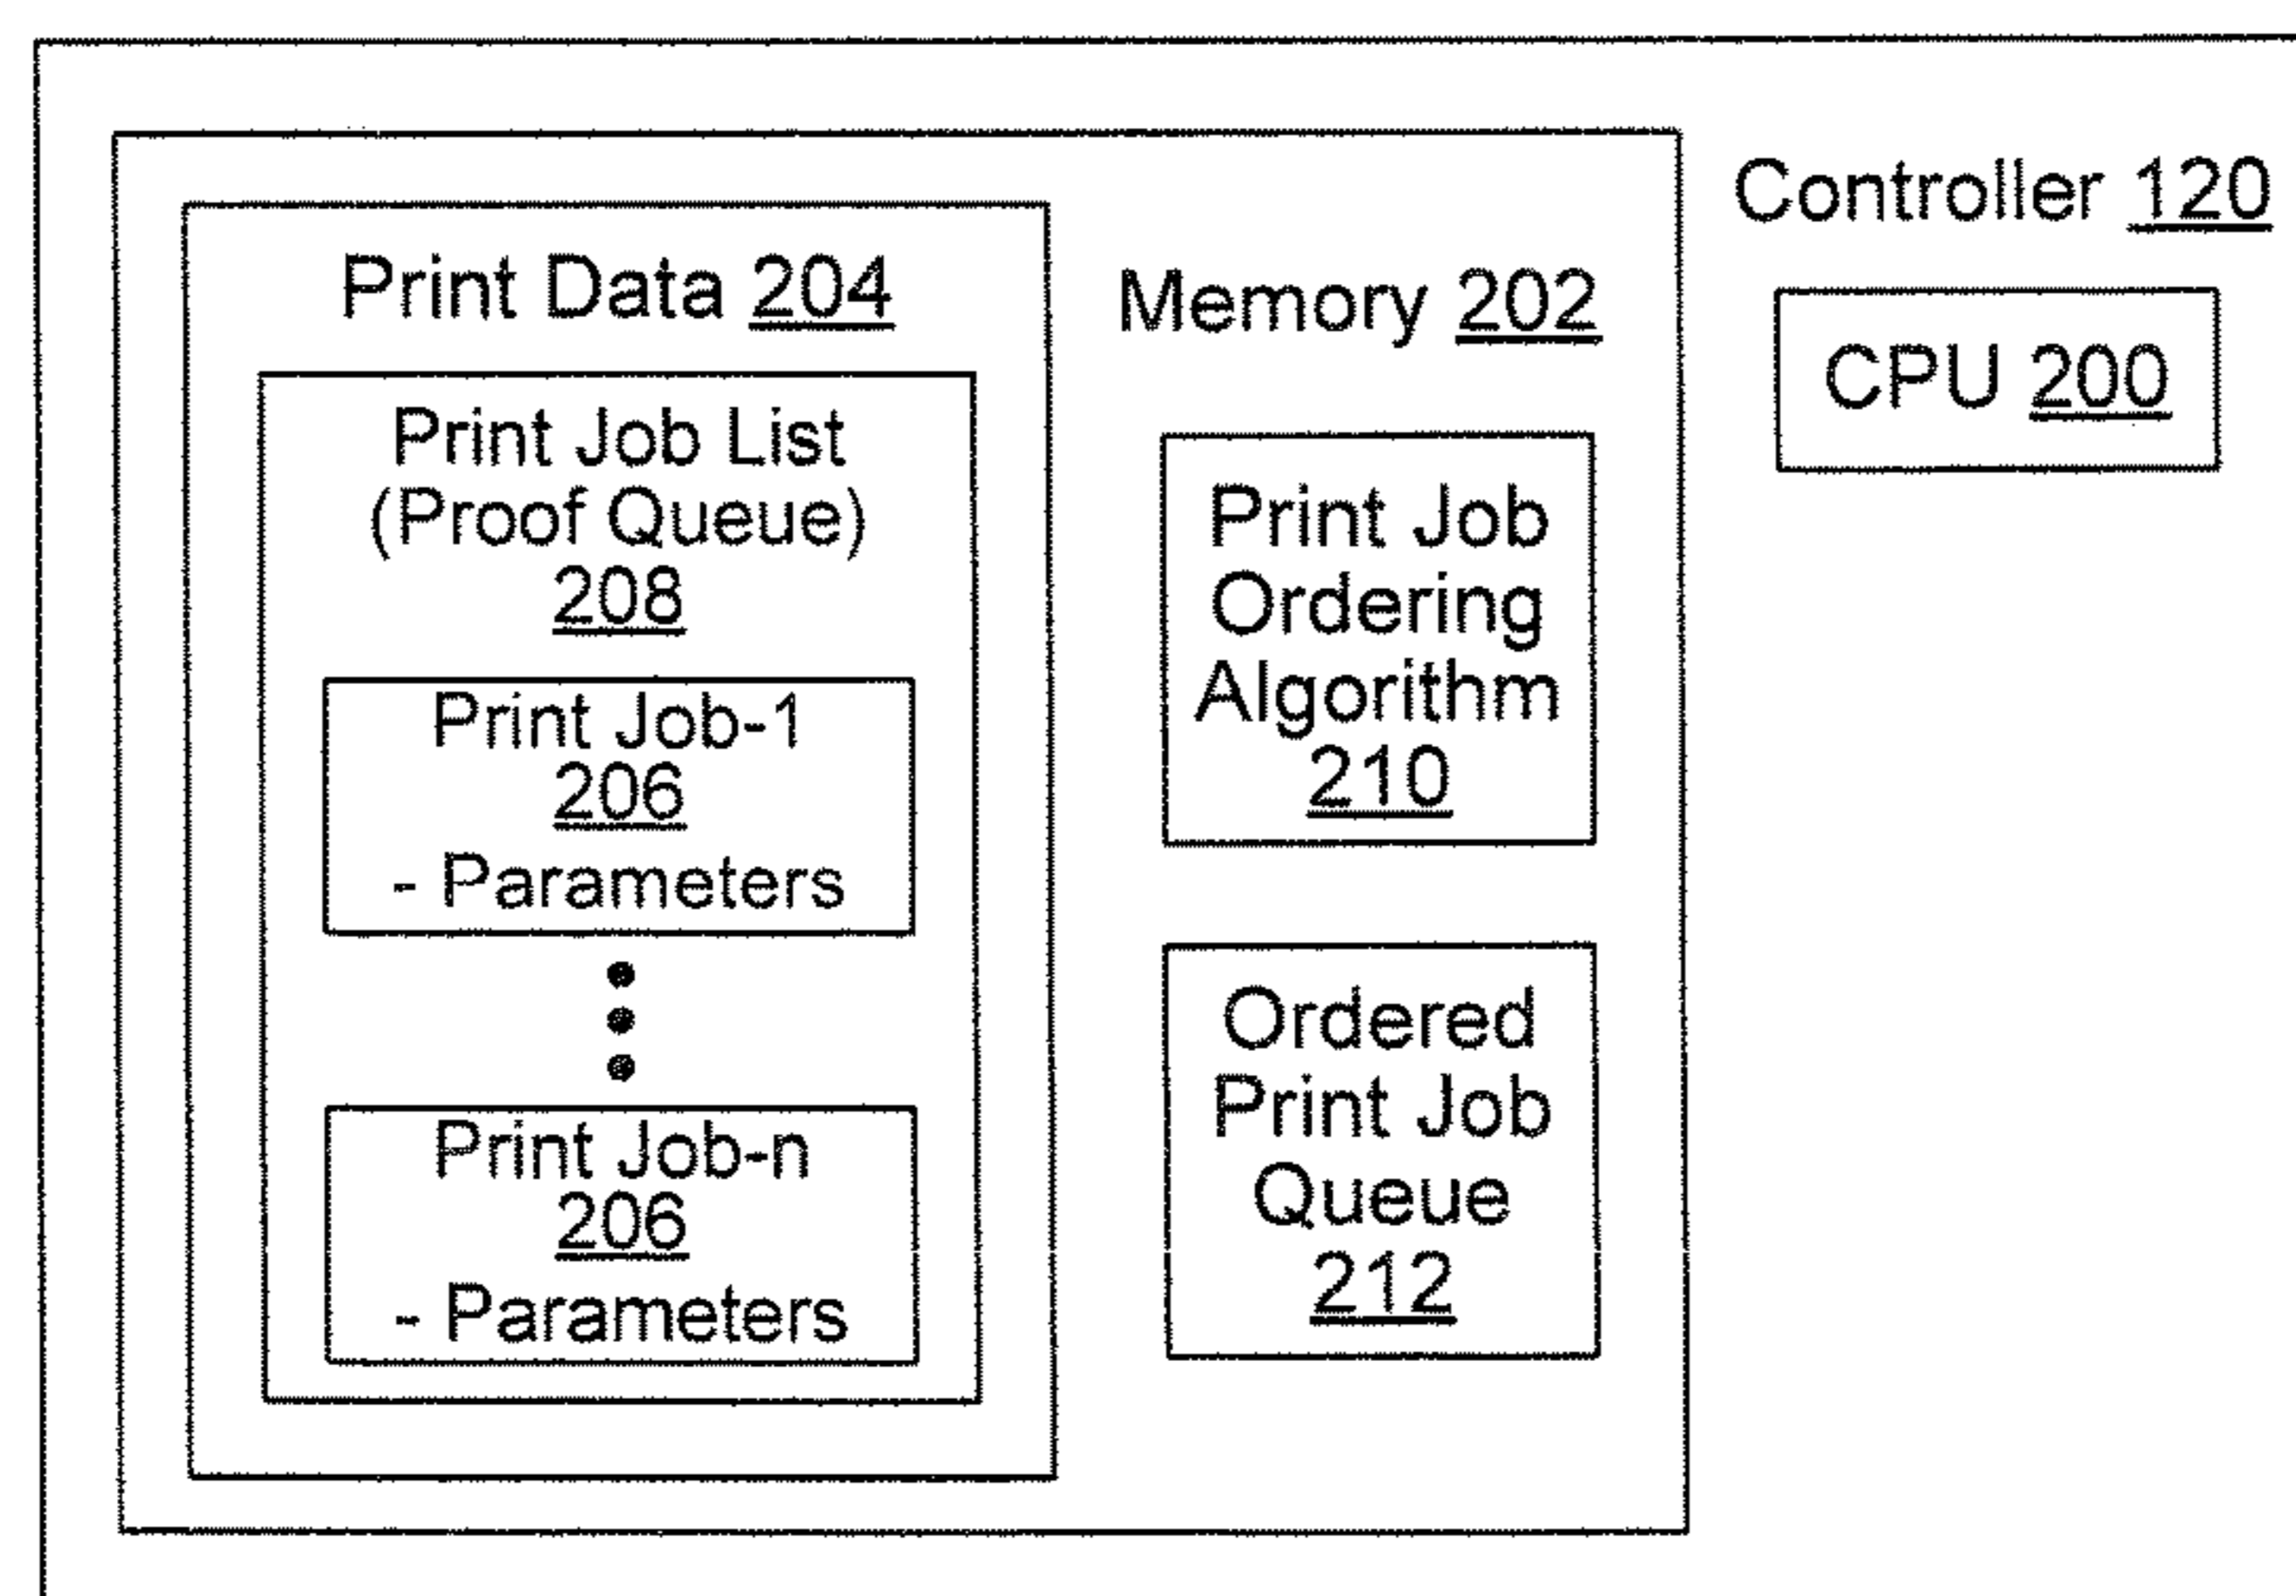 Controller 120
CPU 200
Memory 202
Print Data 204
Print Job List
(Proof Queue)
208
Print Job-1
206
- Parameters
Print Job-n
206
- Parameters
Print Job
Ordering
Algorithm
210
Ordered
Print Job
Queue
212